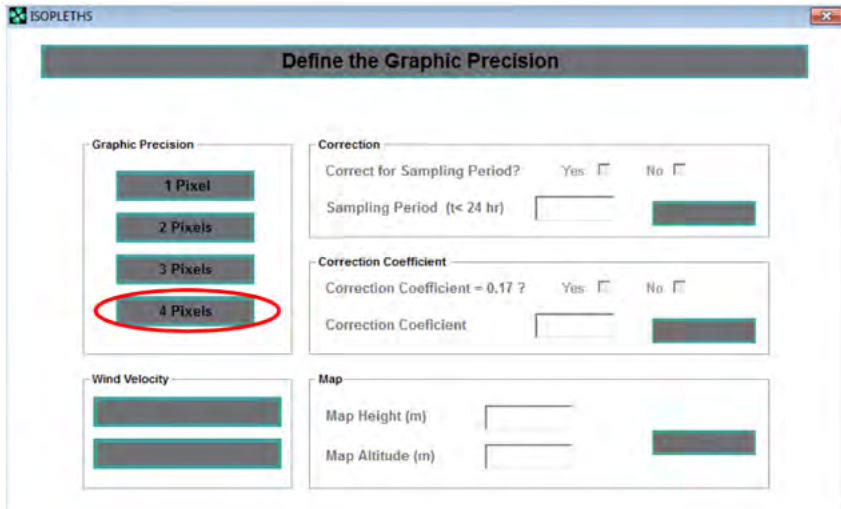 ISOPLETHS
Define the Graphic Precision
Graphic Precision
1 Pixel
2 Pixels
3 Pixels
4 Pixels
Correction
Correct for Sampling Period? Yes No
Sampling Period (t< 24 hr)
Correction Coefficient
Correction Coefficient = 0.17 ? Yes No
Correction Coeficient
Wind Velocity
Map
Map Height (m)
Map Altitude (m)